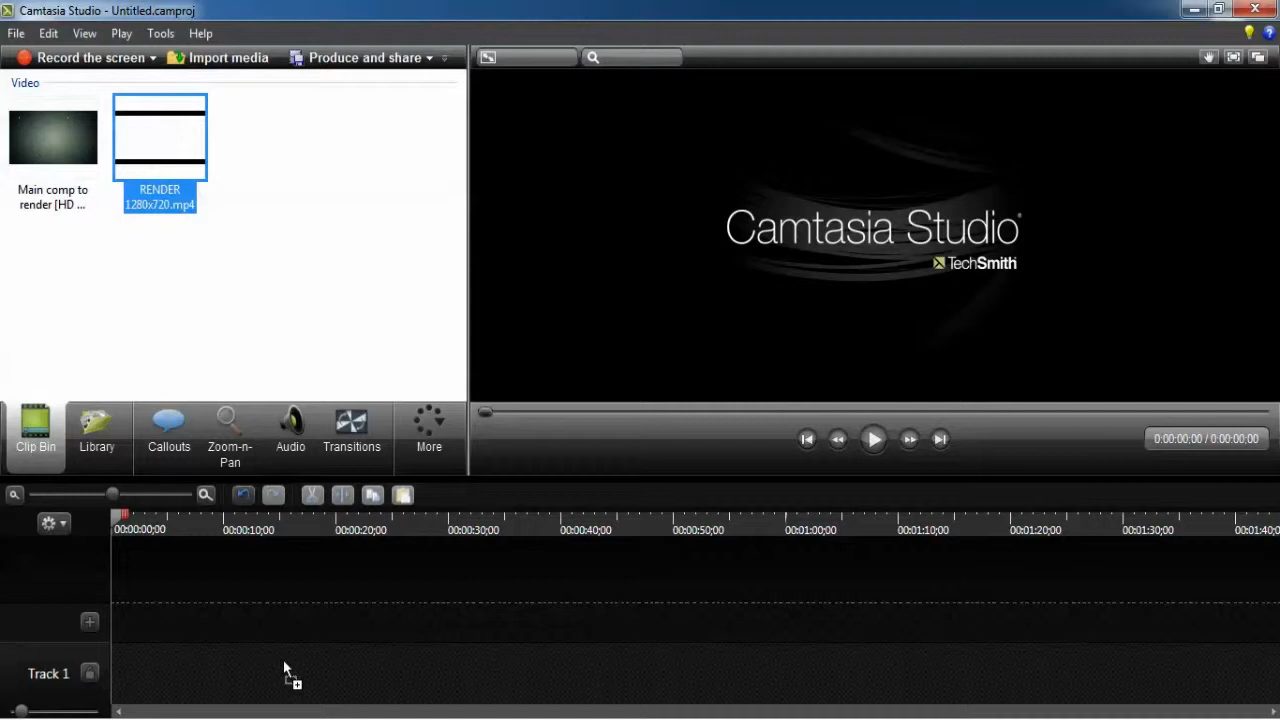 Camtasia Studio - Untitled.camproj
File Edit View Play Tools Help
Record the screen Import media Produce and share
Video
Main comp to render [HD ...
RENDER 1280x720.mp4
Camtasia Studio®
TechSmith
Clip Bin
Library
Callouts
Zoom-n-Pan
Audio
Transitions
More
0:00:00;00 / 0:00:00;00
00:00:00;00 00:00:10;00 00:00:20;00 00:00:30;00 00:00:40;00 00:00:50;00 00:01:00;00 00:01:10;00 00:01:20;00 00:01:30;00 00:01:40;0
Track 1